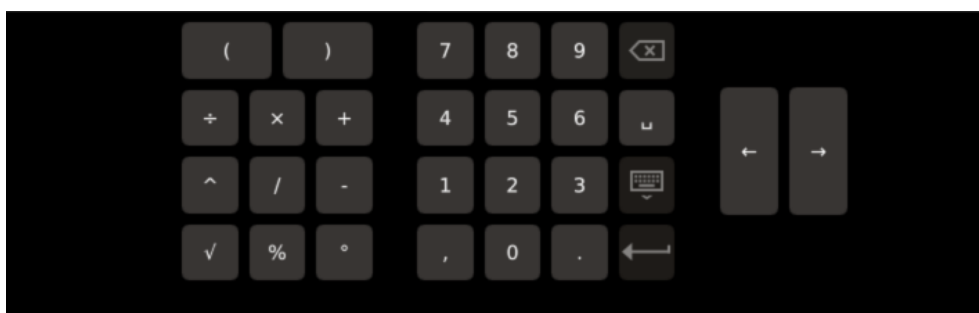 ( ) 7 8 9
÷ × + 4 5 6 ␣
← →
^ / - 1 2 3
√ % ° , 0 .